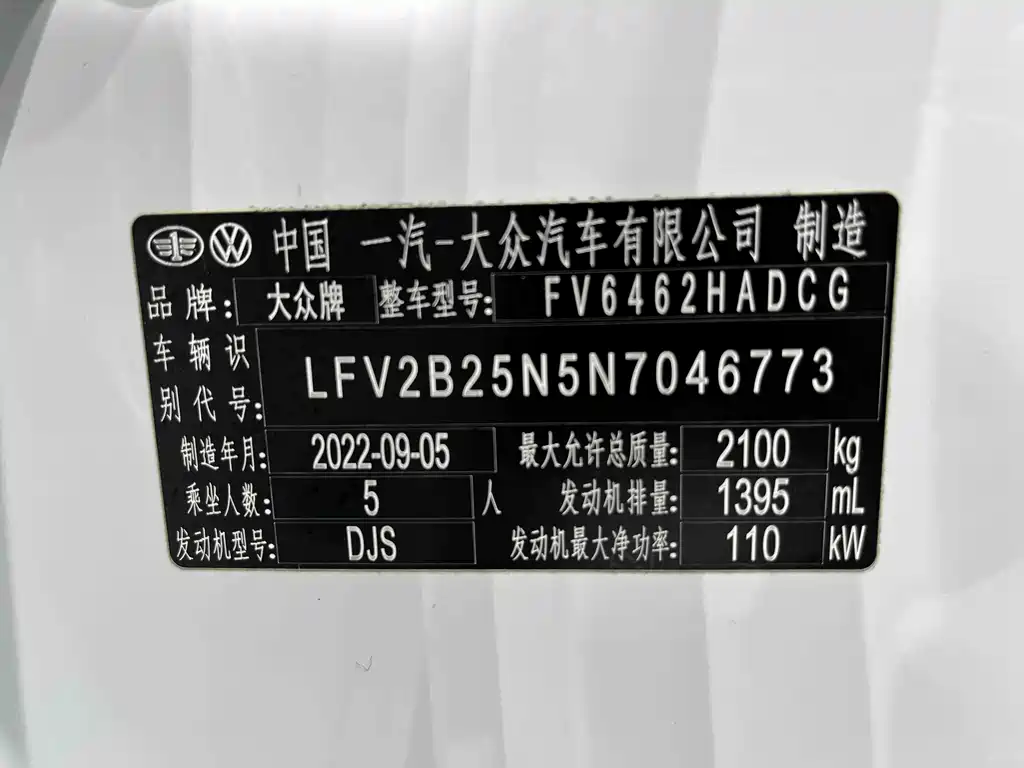 中国 一汽-大众汽车有限公司 制造
品牌: 大众牌 整车型号: FV6462HADCG
车辆识别代号: LFV2B25N5N7046773
制造年月: 2022-09-05 最大允许总质量: 2100 kg
乘坐人数: 5 人 发动机排量: 1395 mL
发动机型号: DJS 发动机最大净功率: 110 kW